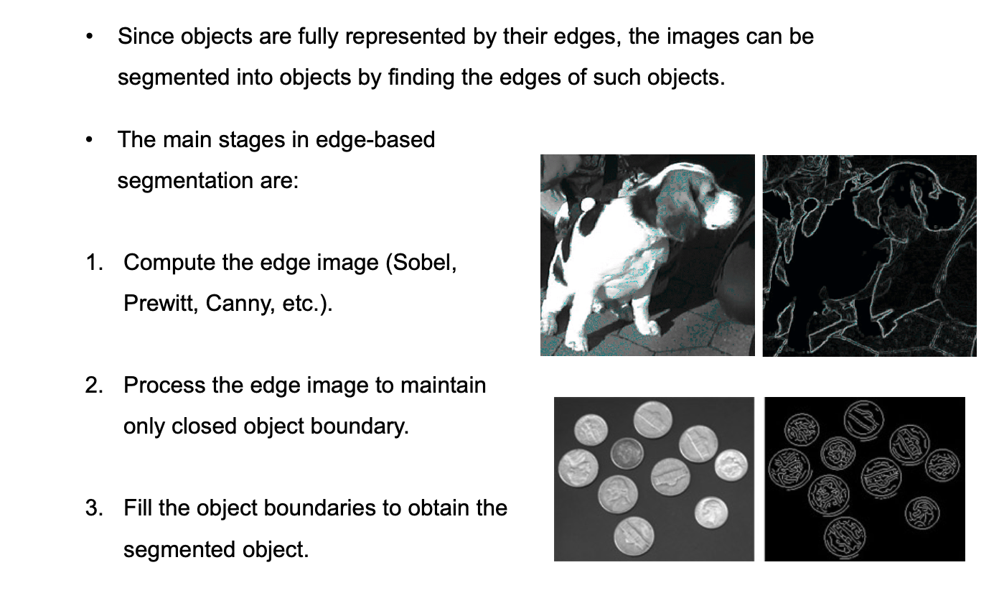 • Since objects are fully represented by their edges, the images can be
segmented into objects by finding the edges of such objects.
• The main stages in edge-based
segmentation are:
1. Compute the edge image (Sobel,
Prewitt, Canny, etc.).
2. Process the edge image to maintain
only closed object boundary.
3. Fill the object boundaries to obtain the
segmented object.